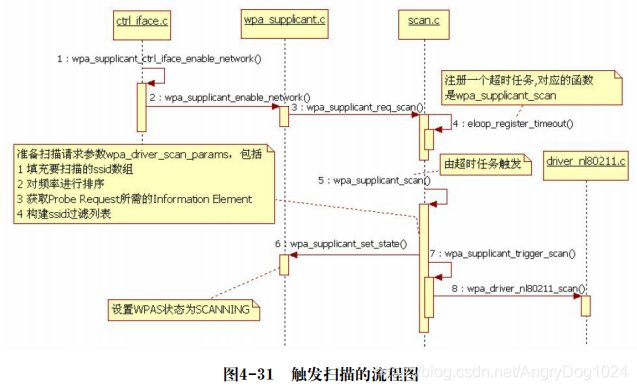 ctrl_iface.c
wpa_supplicant.c
scan.c
1 : wpa_supplicant_ctrl_iface_enable_network()
2 : wpa_supplicant_enable_network()
3 : wpa_supplicant_req_scan()
注册一个超时任务,对应的函数
是wpa_supplicant_scan
4 : eloop_register_timeout()
准备扫描请求参数wpa_driver_scan_params，包括
1 填充要扫描的ssid数组
2 对频率进行排序
3 获取Probe Request所需的Information Element
4 构建ssid过滤列表
由超时任务触发
driver_nl80211.c
5 : wpa_supplicant_scan()
6 : wpa_supplicant_set_state()
7 : wpa_supplicant_trigger_scan()
8 : wpa_driver_nl80211_scan()
设置WPAS状态为SCANNING
图4-31 触发扫描的流程图
blog.csdn.net/AngryDog1024